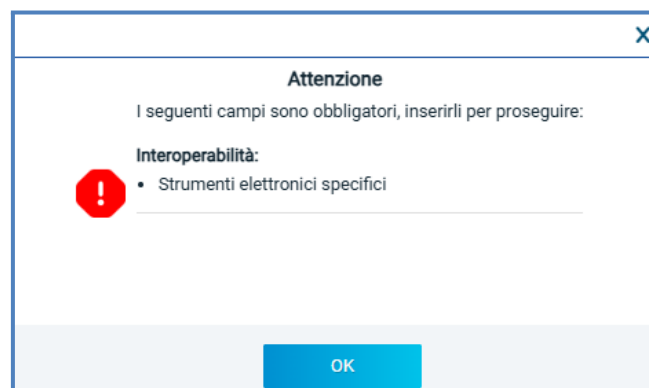 X
Attenzione
I seguenti campi sono obbligatori, inserirli per proseguire:
Interoperabilità:
! • Strumenti elettronici specifici
OK